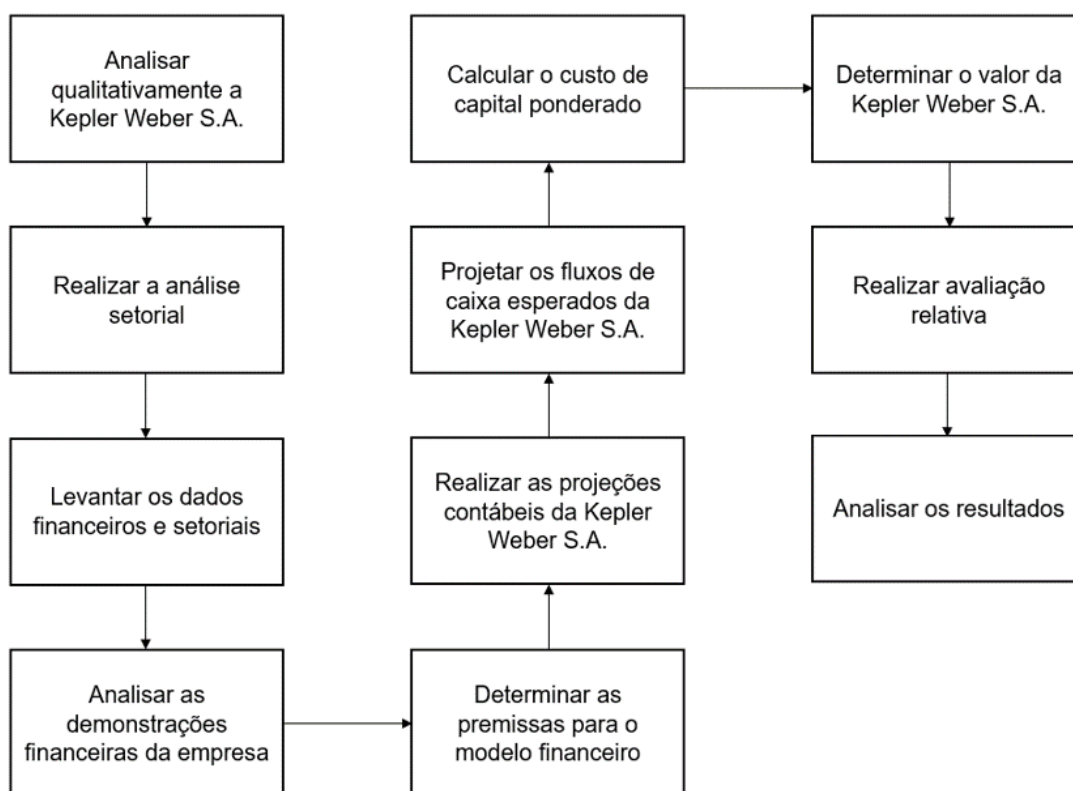 Analisar
qualitativamente a
Kepler Weber S.A.
Realizar a análise
setorial
Levantar os dados
financeiros e setoriais
Analisar as
demonstrações
financeiras da empresa
Determinar as
premissas para o
modelo financeiro
Realizar as projeções
contábeis da Kepler
Weber S.A.
Projetar os fluxos de
caixa esperados da
Kepler Weber S.A.
Calcular o custo de
capital ponderado
Determinar o valor da
Kepler Weber S.A.
Realizar avaliação
relativa
Analisar os resultados